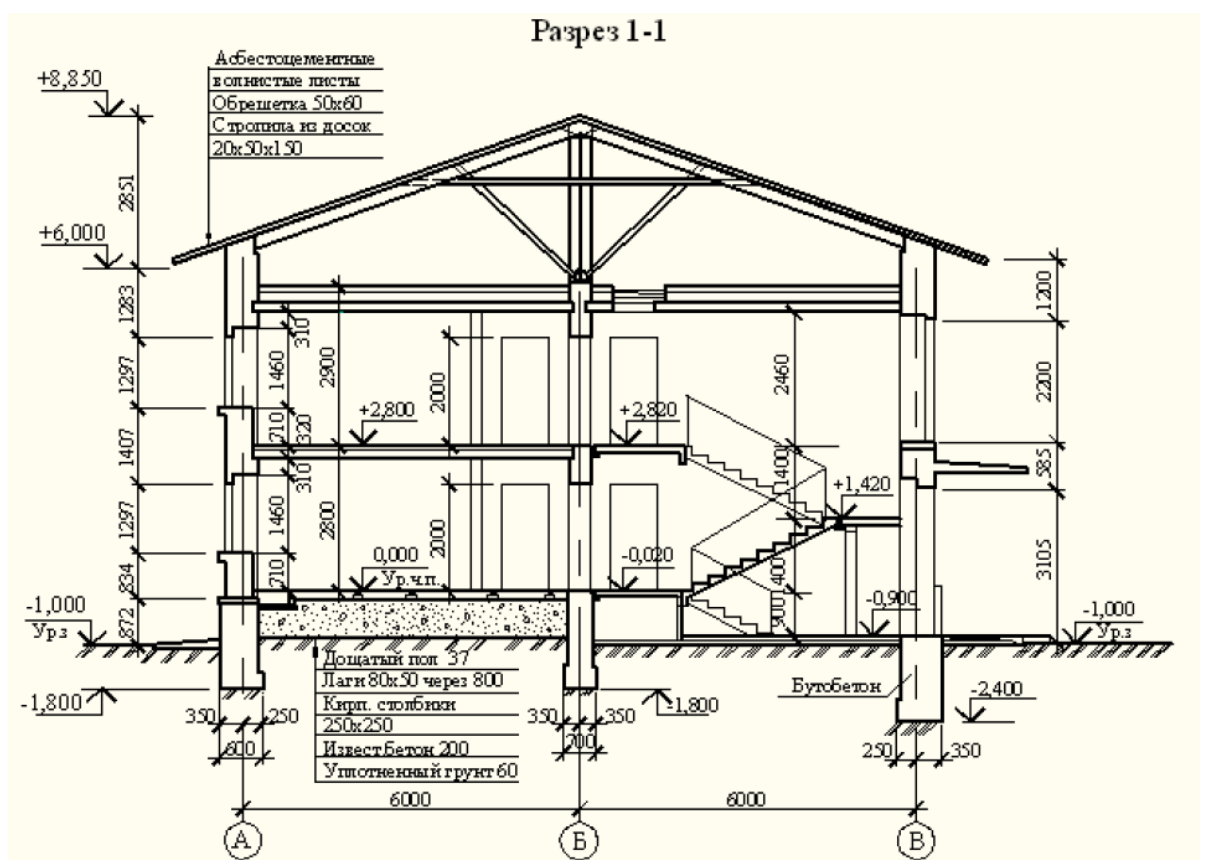 Разрез 1-1
Асбестоцементные
волнистые листы
Обрешетка 50х60
Стропила из досок
20х50х150
+8,850
2851
+6,000
1283
1200
310
1297
1460
2900
2000
2460
2200
+2,800
+2,820
710
320
1407
1400
585
310
+1,420
1297
1460
2800
2000
3105
0,000
Ур.ч.п.
-0,020
834
710
1400
900
-0,900
-1,000
Ур.з
872
-1,000
Ур.з
Дощатый пол 37
Лаги 80х50 через 800
Кирп. столбики
250х250
Извест.бетон 200
Уплотненный грунт 60
Бутобетон
-1,800
-1,800
-2,400
350
250
350
350
600
700
250
350
6000
6000
А
Б
В